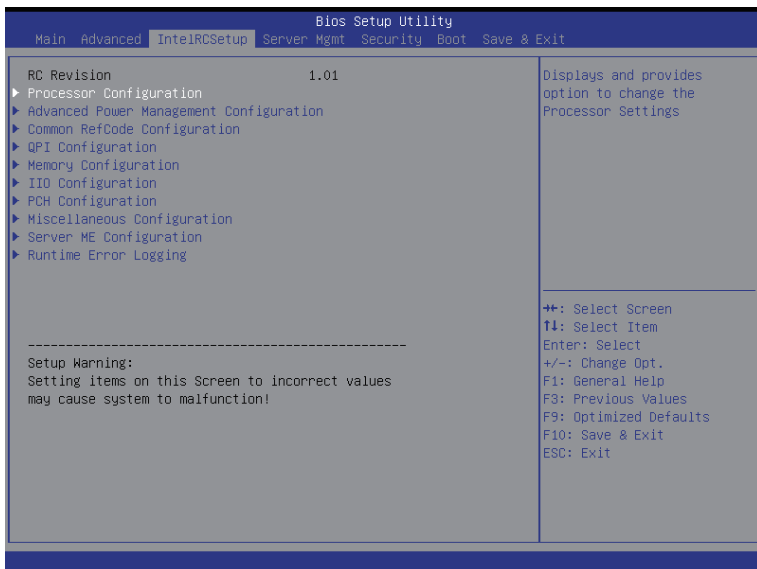 Bios Setup Utility
Main Advanced IntelRCSetup Server Mgmt Security Boot Save & Exit
RC Revision 1.01
Processor Configuration
Advanced Power Management Configuration
Common RefCode Configuration
QPI Configuration
Memory Configuration
IIO Configuration
PCH Configuration
Miscellaneous Configuration
Server ME Configuration
Runtime Error Logging
--------------------------------------------------
Setup Warning:
Setting items on this Screen to incorrect values
may cause system to malfunction!
Displays and provides
option to change the
Processor Settings
→←: Select Screen
↑↓: Select Item
Enter: Select
+/-: Change Opt.
F1: General Help
F3: Previous Values
F9: Optimized Defaults
F10: Save & Exit
ESC: Exit